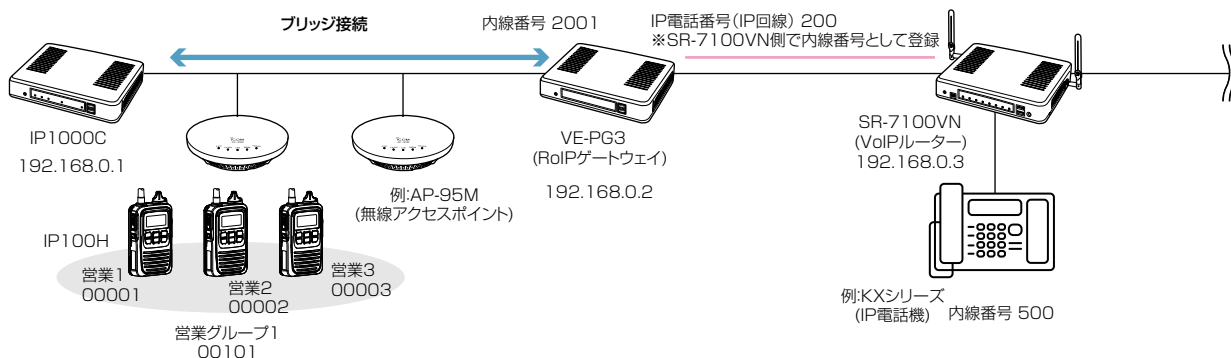 ブリッジ接続
内線番号 2001
IP電話番号(IP回線) 200
※SR-7100VN側で内線番号として登録
IP1000C
192.168.0.1
VE-PG3
(RoIPゲートウェイ)
192.168.0.2
SR-7100VN
(VoIPルーター)
192.168.0.3
例:AP-95M
(無線アクセスポイント)
IP100H
営業1
00001
営業2
00002
営業3
00003
営業グループ1
00101
例:KXシリーズ
(IP電話機)
内線番号 500